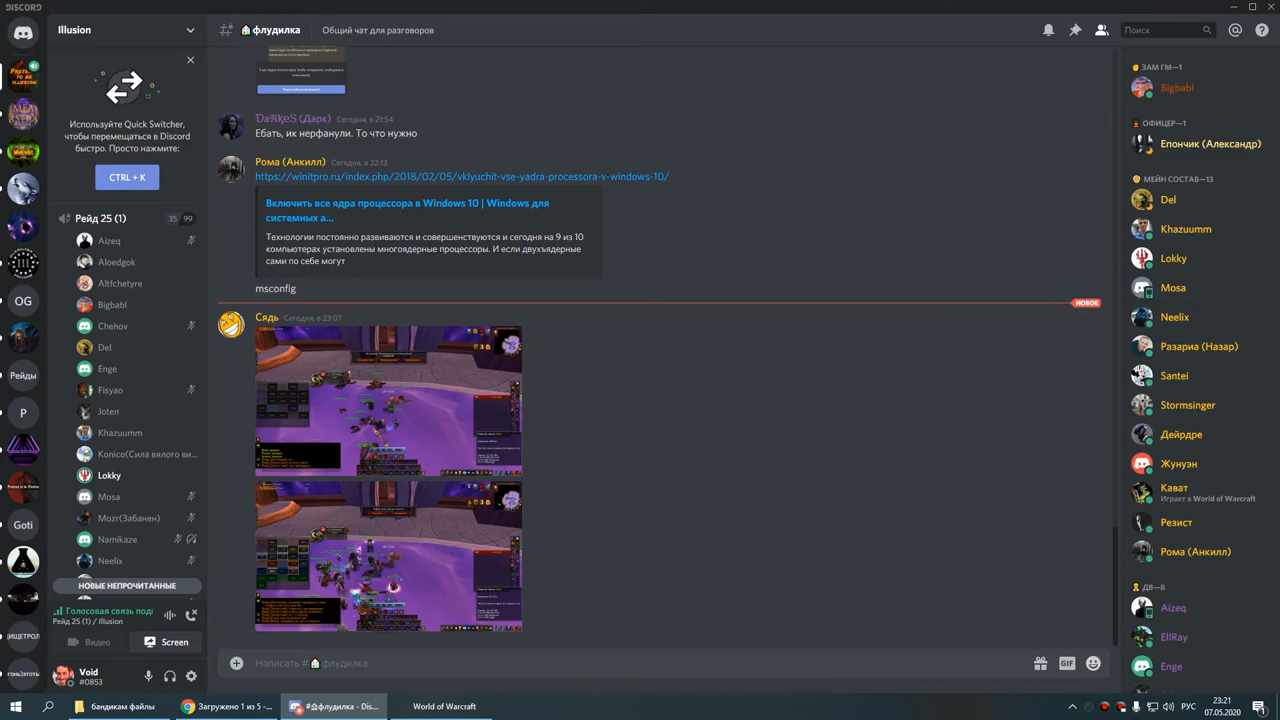 DISCORD
Illusion
флудилка
Общий чат для разговоров
Поиск
Используйте Quick Switcher,
чтобы перемещаться в Discord
быстро. Просто нажмите:
CTRL + K
Рейд 25 (1)
35 99
Aizeq
Aloedgok
Altfchetyre
Bigbabl
Chehov
Del
Enge
Fisyao
Joten
Khazuumm
Konico(Сила вялого ви...
Lokky
Mosa
Mozr(Забанен)
Namikaze
Neelix
НОВЫЕ НЕПРОЧИТАННЫЕ
Голосовая связь подк
Рейд 25 (1) / Illusion
Видео
Screen
Void
#0853
OG
Рейды
P
Goti
DaЯkeS (Дарк) Сегодня, в 21:54
Ебать, ик нерфанули. То что нужно
Рома (Анкилл) Сегодня, в 22:13
https://winitpro.ru/index.php/2018/02/05/vklyuchit-vse-yadra-processora-v-windows-10/
Включить все ядра процессора в Windows 10 | Windows для
системных а...
Технологии постоянно развиваются и совершенствуются и сегодня на 9 из 10
компьютерах установлены многоядерные процессоры. И если двухъядерные
сами по себе могут
msconfig
НОВОЕ
Сядь Сегодня, в 23:07
Написать #флудилка
GIF
ЗАМ ГМ—1
Bigbabl
ОФИЦЕР—1
Епончик (Александр)
МЕЙН СОСТАВ—13
Del
Khazuumm
Lokky
Mosa
Neelix
Разариа (Назар)
Santei
Stormsinger
Дейдре
Жукуэн
Кават
Играет в World of Warcraft
Резист
Рома (Анкилл)
ДВ—8
EllRay
Enge
бандикам файлы
Загружено 1 из 5 -...
#флудилка - Dis...
World of Warcraft
РУС
23:21
07.05.2020